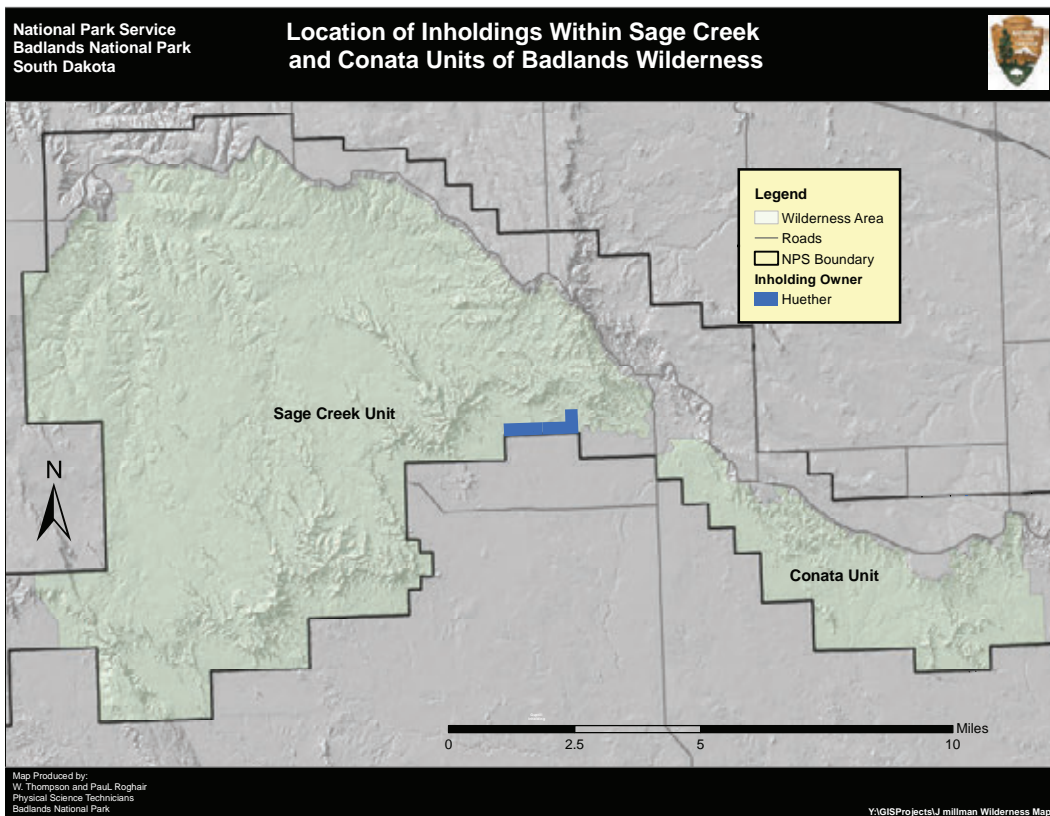 National Park Service
Badlands National Park
South Dakota
Location of Inholdings Within Sage Creek
and Conata Units of Badlands Wilderness
Legend
Wilderness Area
Roads
NPS Boundary
Inholding Owner
Huether
Sage Creek Unit
N
Conata Unit
Miles
0 2.5 5 10
Map Produced by:
W. Thompson and PauL Roghair
Physical Science Technicians
Badlands National Park
Y:\GISProjects\J millman Wilderness Map